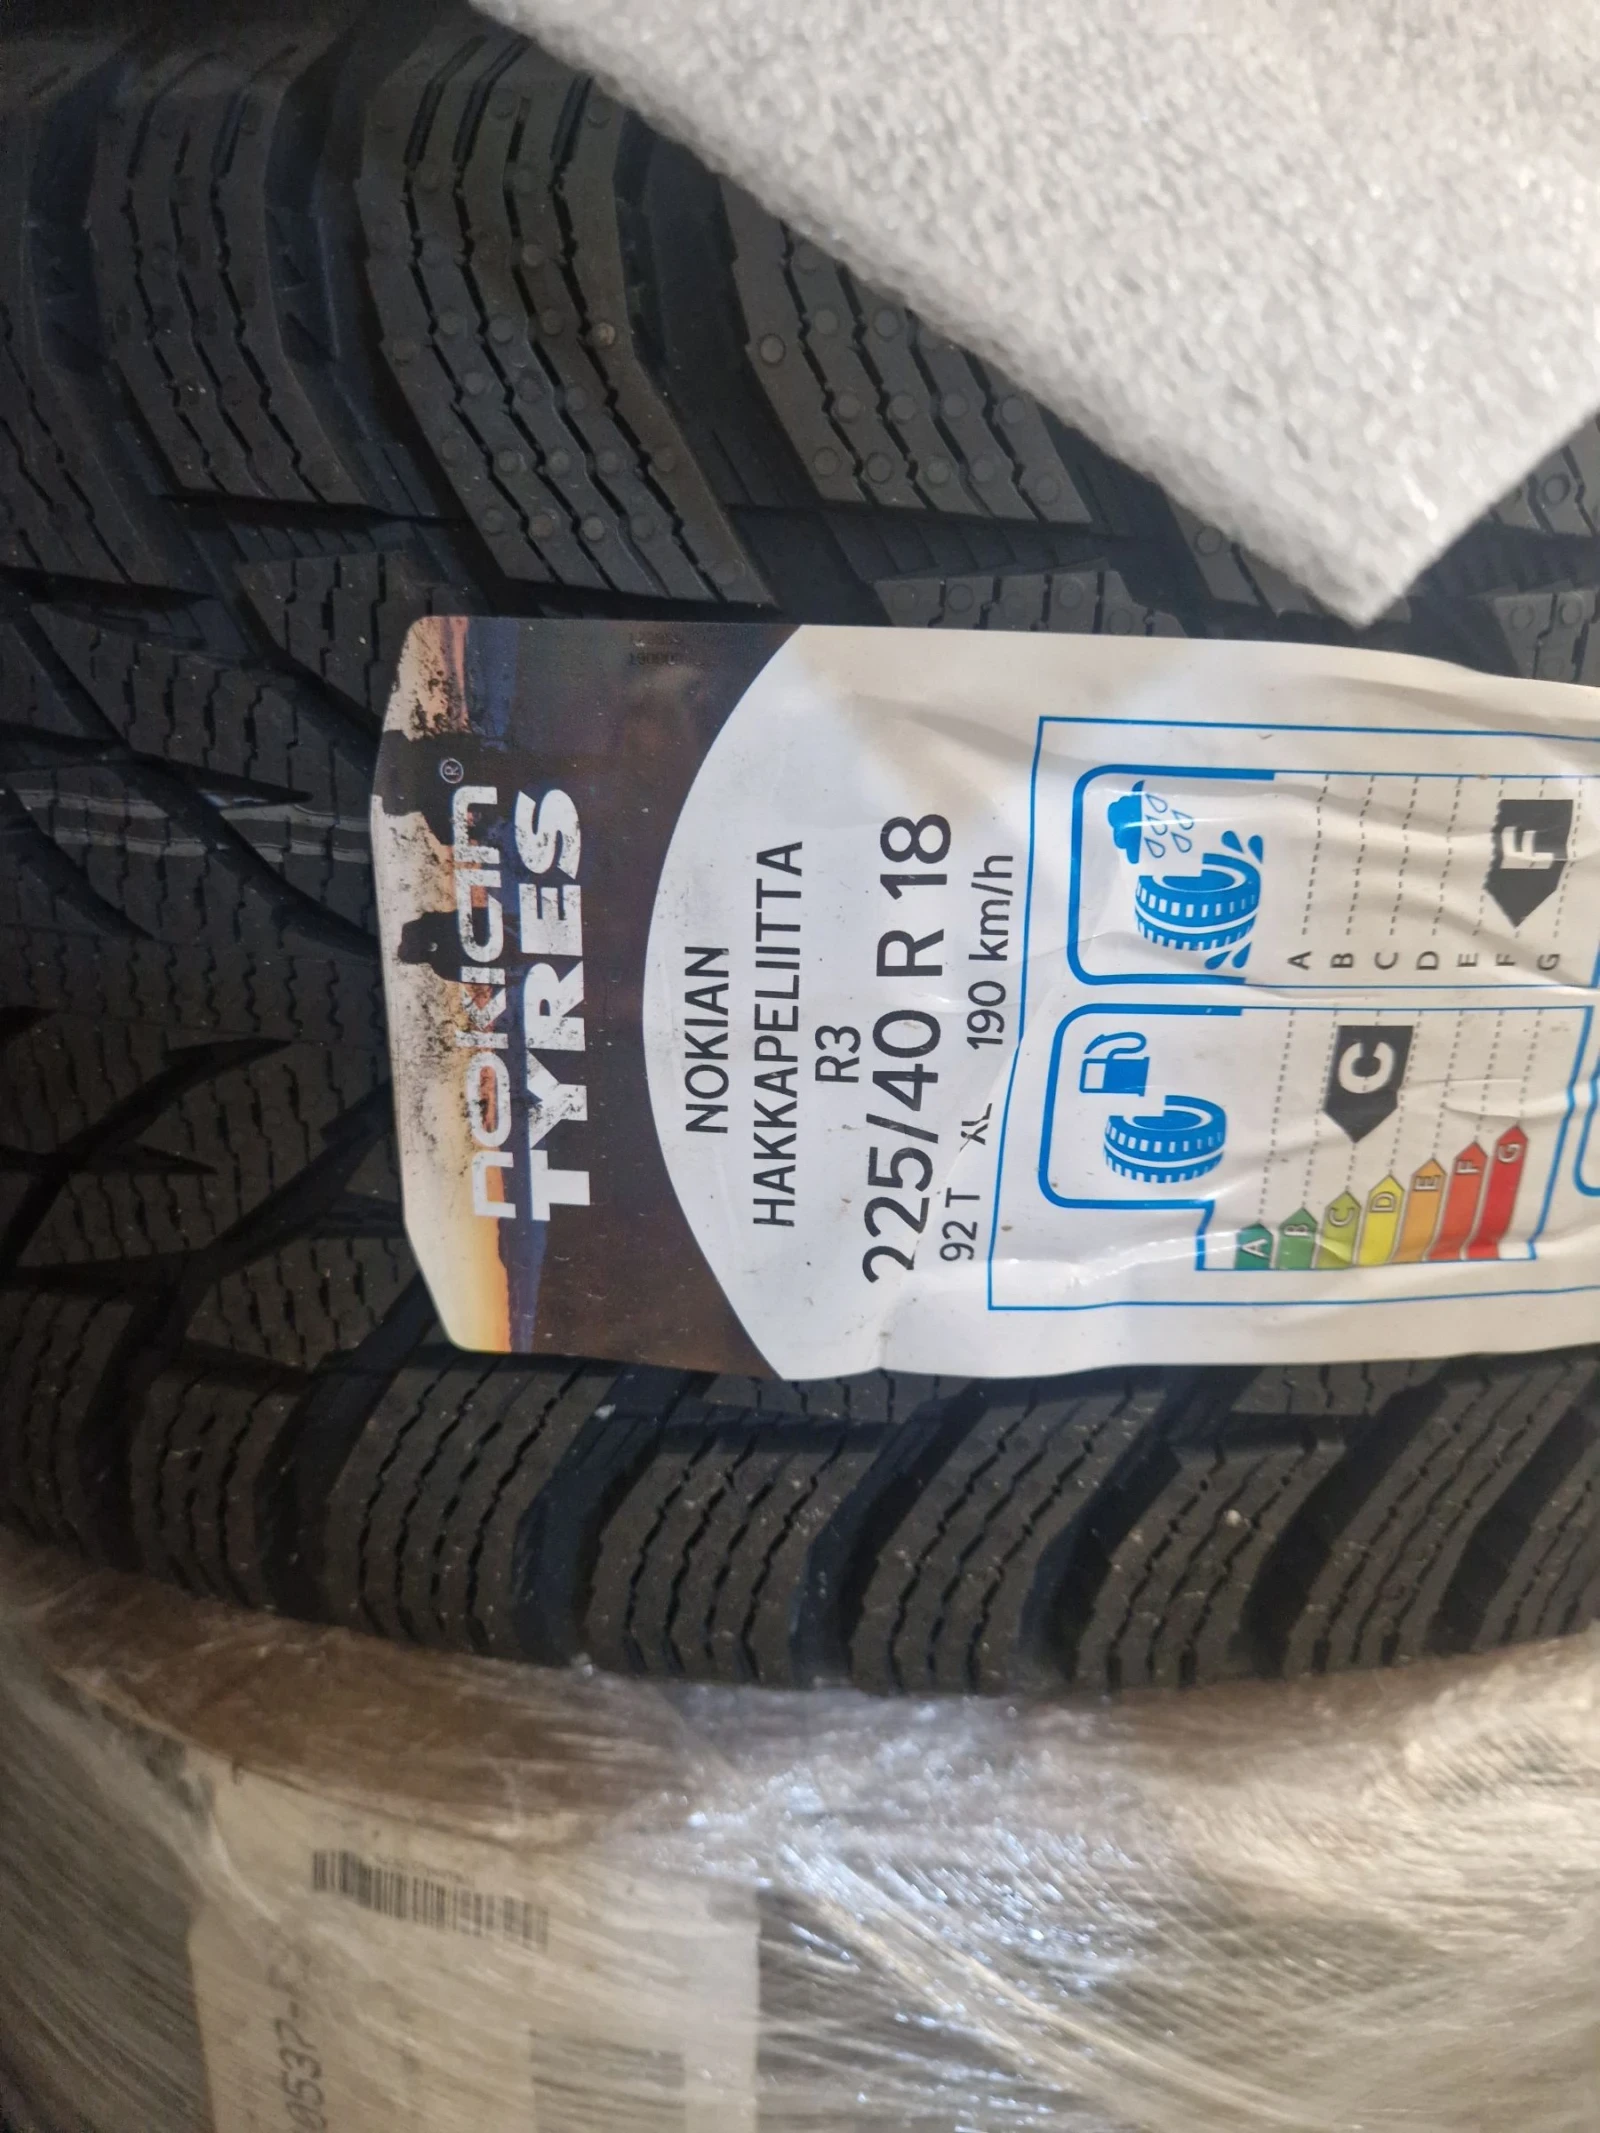 nokian®
TYRES
NOKIAN
HAKKAPELIITTA
R3
225/40 R 18
92 T XL 190 km/h
A
B
C
D
E
F
G
C
A
B
C
D
E
F
G
F